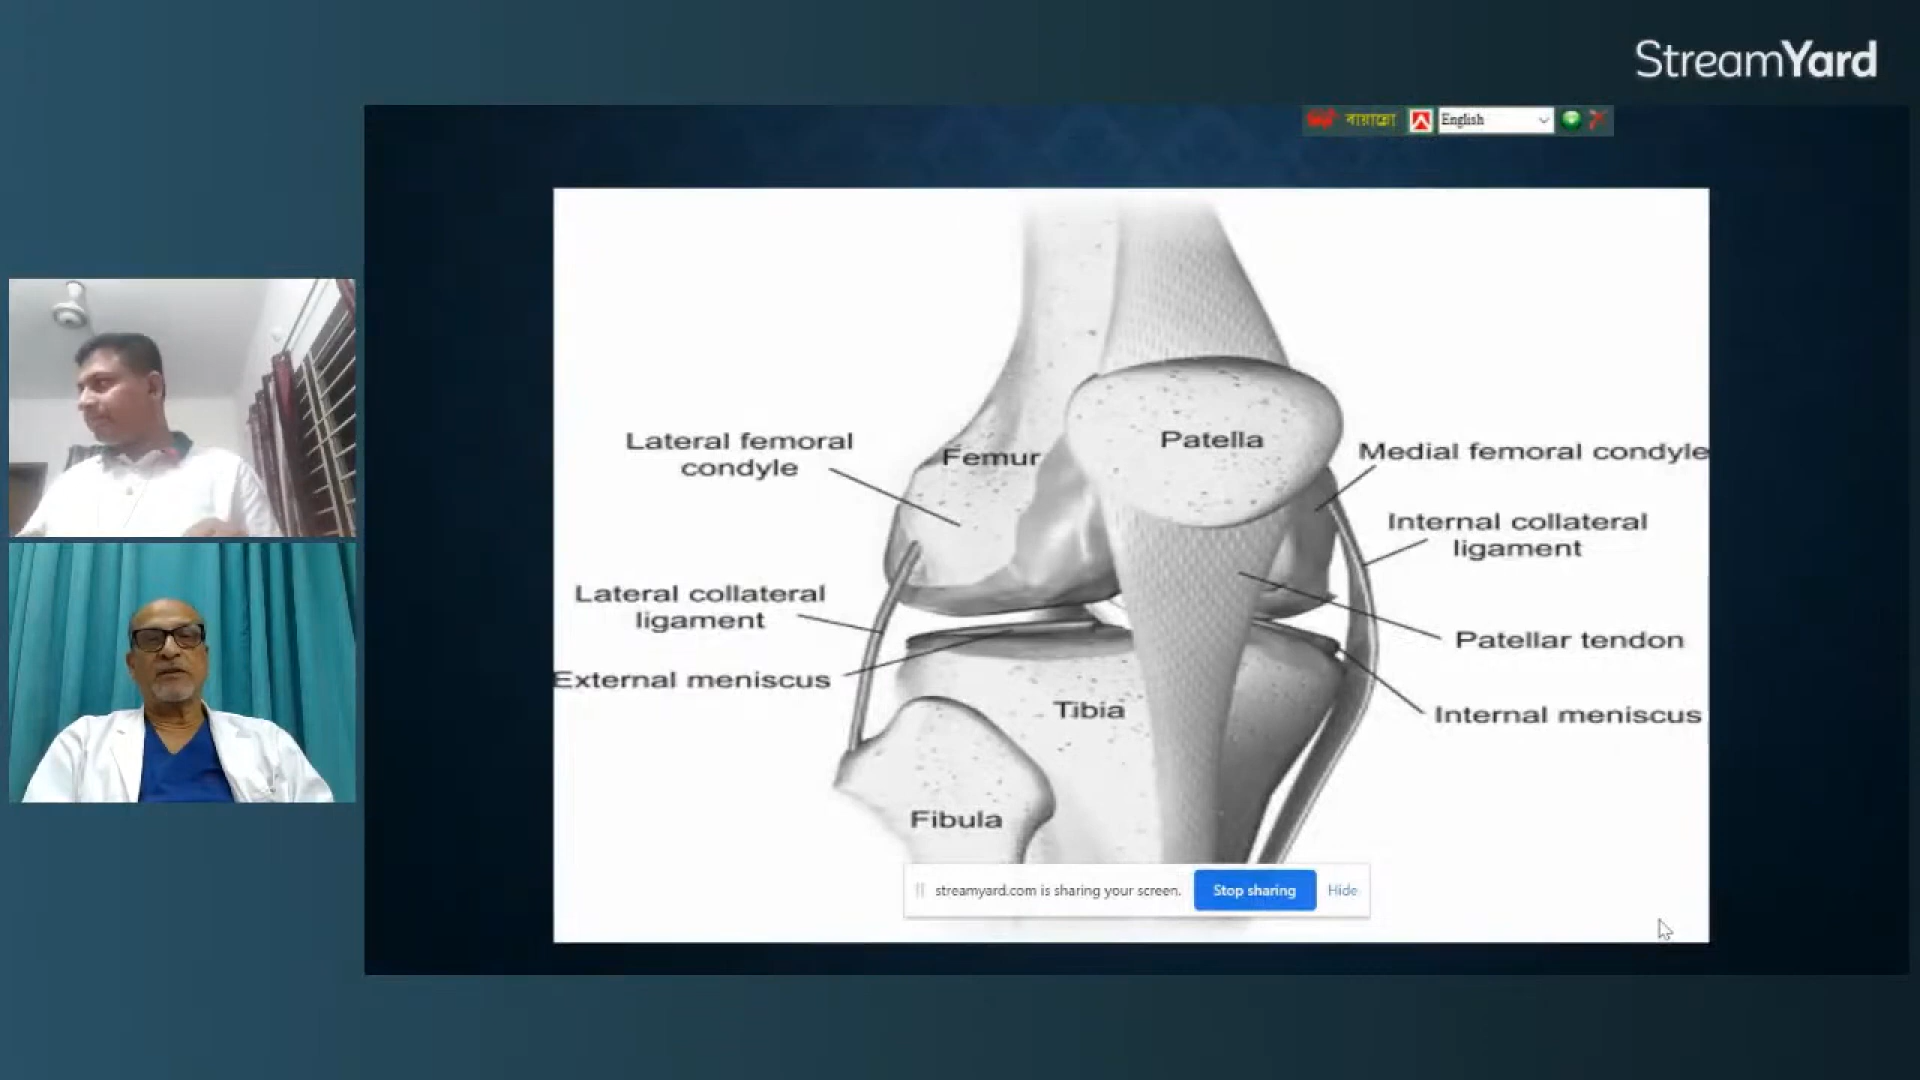 StreamYard
বায়ান্নো
English
Lateral femoral
condyle
Femur
Patella
Medial femoral condyle
Internal collateral
ligament
Lateral collateral
ligament
Patellar tendon
External meniscus
Tibia
Internal meniscus
Fibula
streamyard.com is sharing your screen.
Stop sharing
Hide